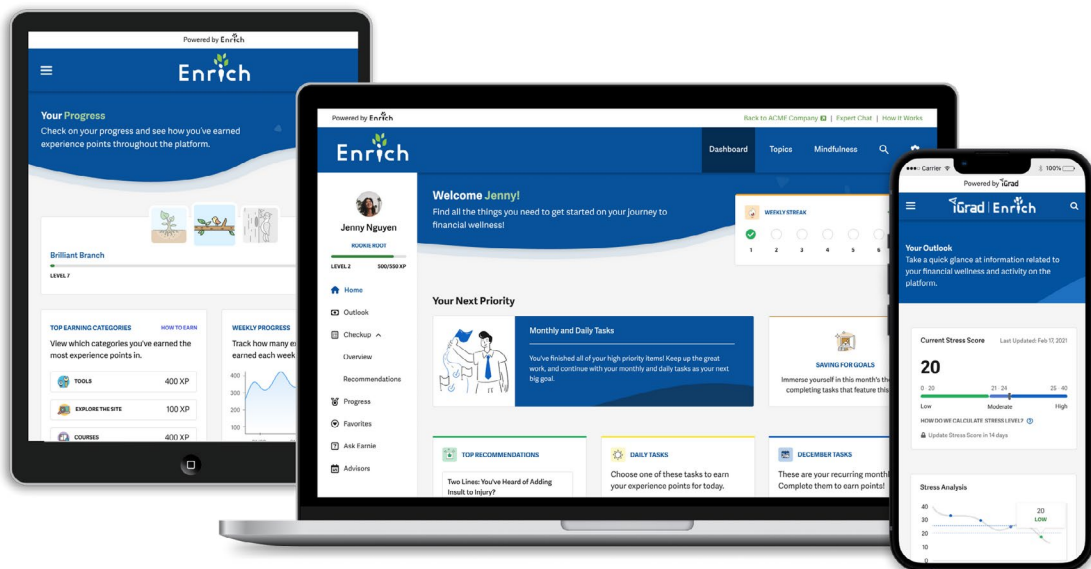 Powered by Enrich
Enrich
Your Progress
Check on your progress and see how you've earned
experience points throughout the platform.
Brilliant Branch
LEVEL 7
TOP EARNING CATEGORIES
HOW TO EARN
View which categories you've earned the
most experience points in.
TOOLS
400 XP
EXPLORE THE SITE
100 XP
COURSES
400 XP
WEEKLY PROGRESS
Track how many
earned each week
400
300
200
100
Powered by Enrich
Back to ACME Company | Expert Chat | How It Works
Enrich
Dashboard
Topics
Mindfulness
Jenny Nguyen
ROOKIE ROOT
LEVEL 2
500/550 XP
Home
Outlook
Checkup
Overview
Recommendations
Progress
Favorites
Ask Earnie
Advisors
Welcome Jenny!
Find all the things you need to get started on your journey to
financial wellness!
WEEKLY STREAK
1 2 3 4 5 6
Your Next Priority
Monthly and Daily Tasks
You've finished all of your high priority items! Keep up the great
work, and continue with your monthly and daily tasks as your next
big goal.
SAVING FOR GOALS
Immerse yourself in this month's
completing tasks that feature this
TOP RECOMMENDATIONS
Two Lines: You've Heard of Adding
Insult to Injury?
DAILY TASKS
Choose one of these tasks to earn
your experience points for today.
DECEMBER TASKS
These are your recurring
Complete them to earn points!
Carrier
100%
Powered by iGrad
iGrad | Enrich
Your Outlook
Take a quick glance at information related to
your financial wellness and activity on the
platform.
Current Stress Score
Last Updated: Feb 17, 2021
20
0 - 20
21 - 24
25 - 40
Low
Moderate
High
HOW DO WE CALCULATE STRESS LEVEL?
Update Stress Score in 14 days
Stress Analysis
40
30
20
10
0
20
LOW